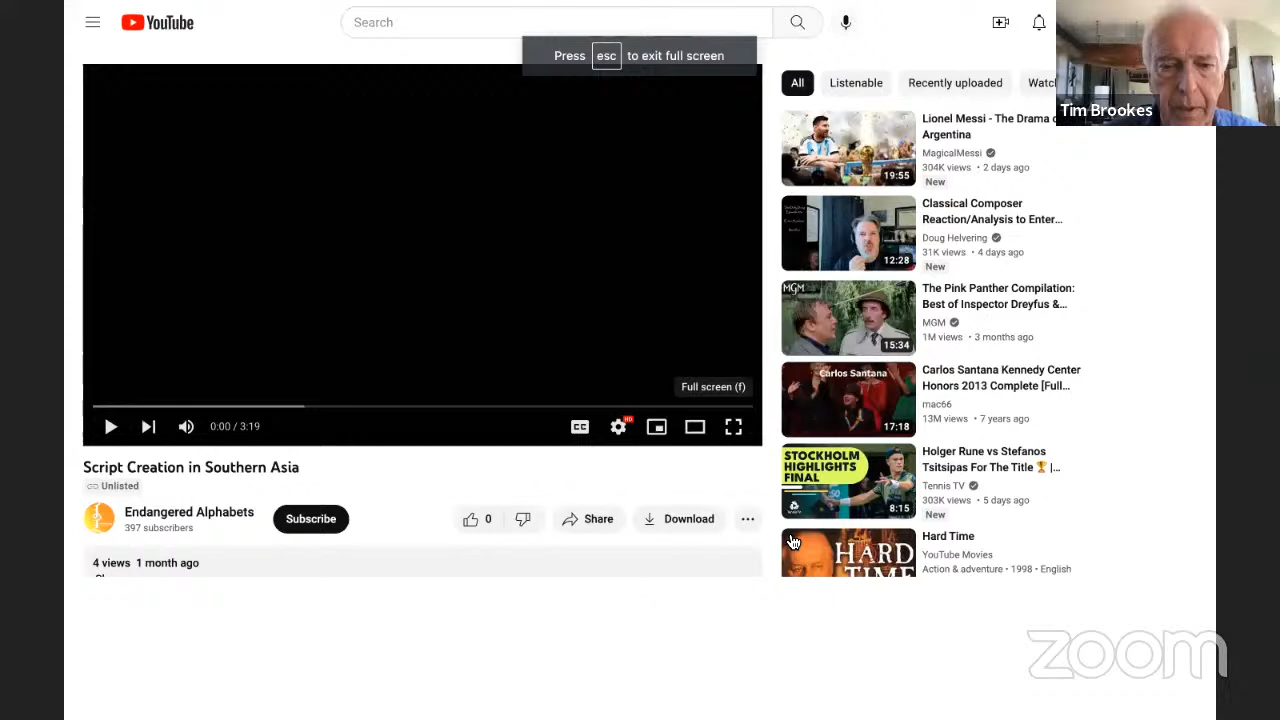 YouTube
Search
Press esc to exit full screen
All
Listenable
Recently uploaded
Tim Brookes
Lionel Messi - The Drama
Argentina
MagicalMessi
304K views • 2 days ago
New
19:55
Classical Composer
Reaction/Analysis to Enter...
Doug Helvering
31K views • 4 days ago
New
12:28
MGM
The Pink Panther Compilation:
Best of Inspector Dreyfus &...
MGM
1M views • 3 months ago
15:34
Carlos Santana
Carlos Santana Kennedy Center
Honors 2013 Complete [Full...
mac66
13M views • 7 years ago
17:18
STOCKHOLM
HIGHLIGHTS
FINAL
Holger Rune vs Stefanos
Tsitsipas For The Title 🏆 |...
Tennis TV
303K views • 5 days ago
New
8:15
HARD
TIME
Hard Time
YouTube Movies
Action & adventure • 1998 • English
Full screen (f)
0:00 / 3:19
CC
HD
Script Creation in Southern Asia
Unlisted
Endangered Alphabets
397 subscribers
Subscribe
0
Share
Download
4 views 1 month ago
zoom